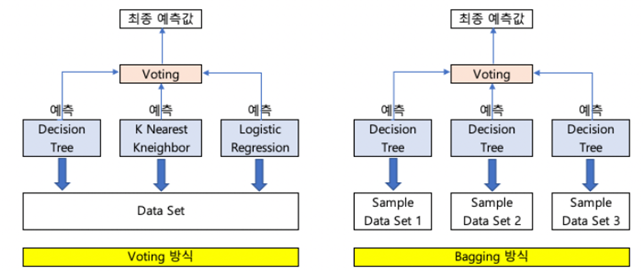 최종 예측값
Voting
예측 예측 예측
Decision Tree
K Nearest Kneighbor
Logistic Regression
Data Set
Voting 방식
최종 예측값
Voting
예측 예측 예측
Decision Tree
Decision Tree
Decision Tree
Sample Data Set 1
Sample Data Set 2
Sample Data Set 3
Bagging 방식